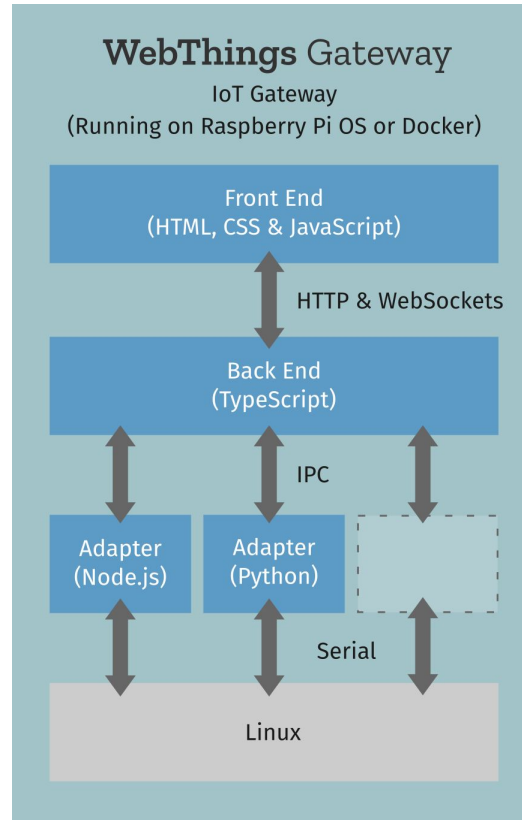 WebThings Gateway
IoT Gateway
(Running on Raspberry Pi OS or Docker)
Front End
(HTML, CSS & JavaScript)
HTTP & WebSockets
Back End
(TypeScript)
IPC
Adapter
(Node.js)
Adapter
(Python)
Serial
Linux